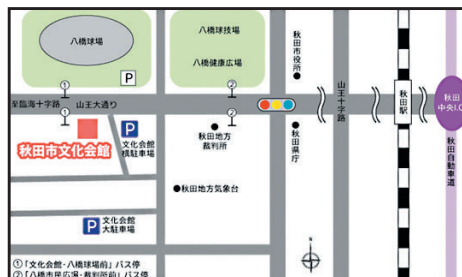 八橋球場
P
八橋球技場
八橋健康広場
秋田市役所
山王十字路
秋田駅
秋田
中央I.C
秋田自動車道
①
②
至臨海十字路
山王大通り
①
②
秋田市文化会館
P
文化会館
横駐車場
秋田地方
裁判所
秋田県庁
秋田地方気象台
P
文化会館
大駐車場
N
①「文化会館・八橋球場前」バス停
②「八橋市民広場・裁判所前」バス停